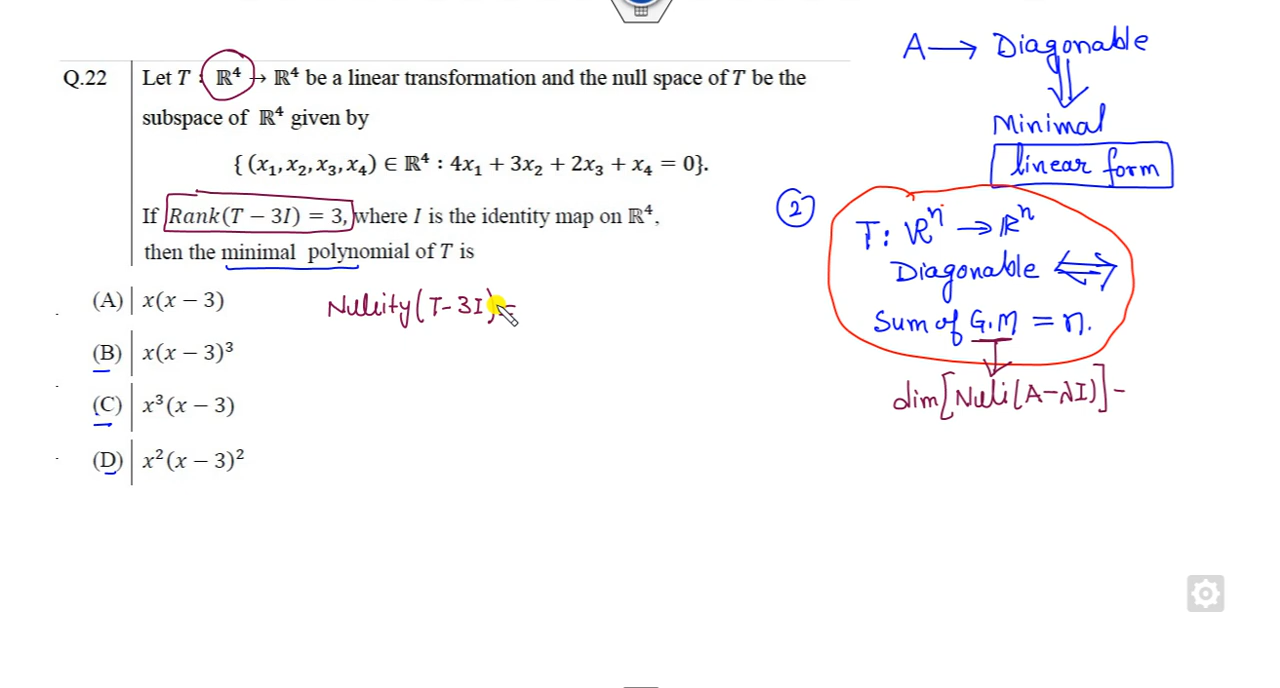 Q.22
Let T : ℝ⁴ → ℝ⁴ be a linear transformation and the null space of T be the
subspace of ℝ⁴ given by
{ (x₁, x₂, x₃, x₄) ∈ ℝ⁴ : 4x₁ + 3x₂ + 2x₃ + x₄ = 0}.
If Rank(T − 3I) = 3, where I is the identity map on ℝ⁴,
then the minimal polynomial of T is
(A) x(x − 3)
(B) x(x − 3)³
(C) x³(x − 3)
(D) x²(x − 3)²
Nullity(T-3I) =
A → Diagonable
⇓
Minimal
linear form
②
T: ℝⁿ → ℝⁿ
Diagonable ⟺
Sum of G.M = n.
↓
dim[Null(A-λI)] -